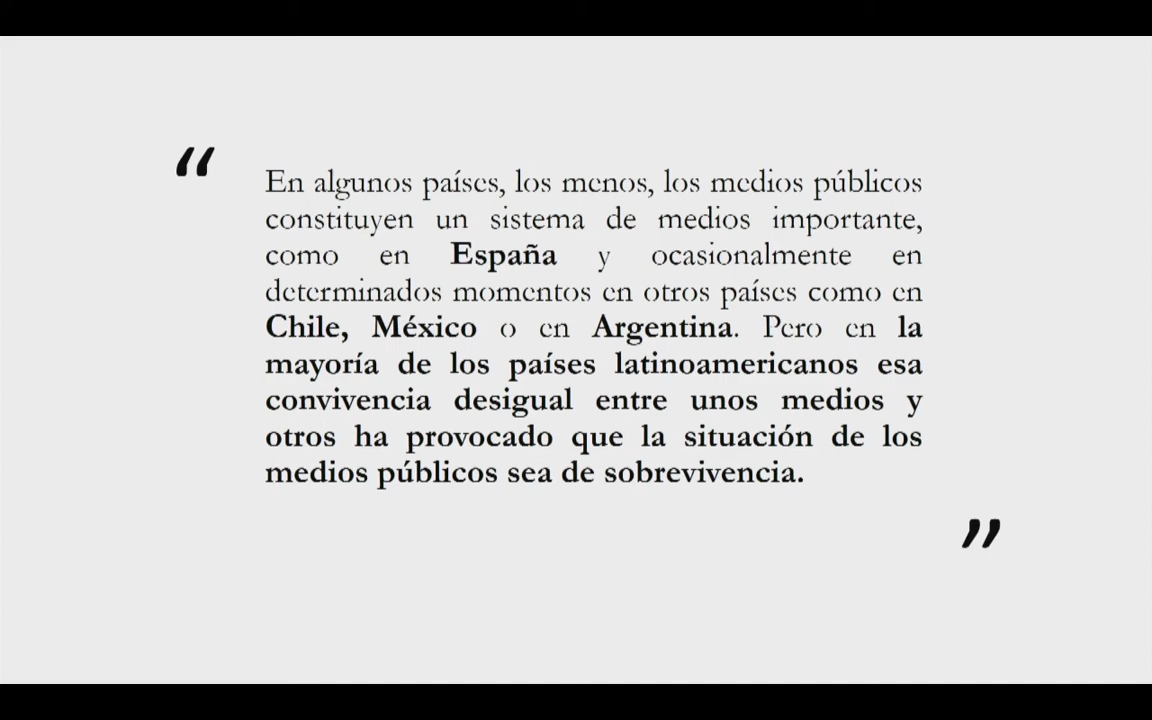 “
En algunos países, los menos, los medios públicos
constituyen un sistema de medios importante,
como en España y ocasionalmente en
determinados momentos en otros países como en
Chile, México o en Argentina. Pero en la
mayoría de los países latinoamericanos esa
convivencia desigual entre unos medios y
otros ha provocado que la situación de los
medios públicos sea de sobrevivencia.
”